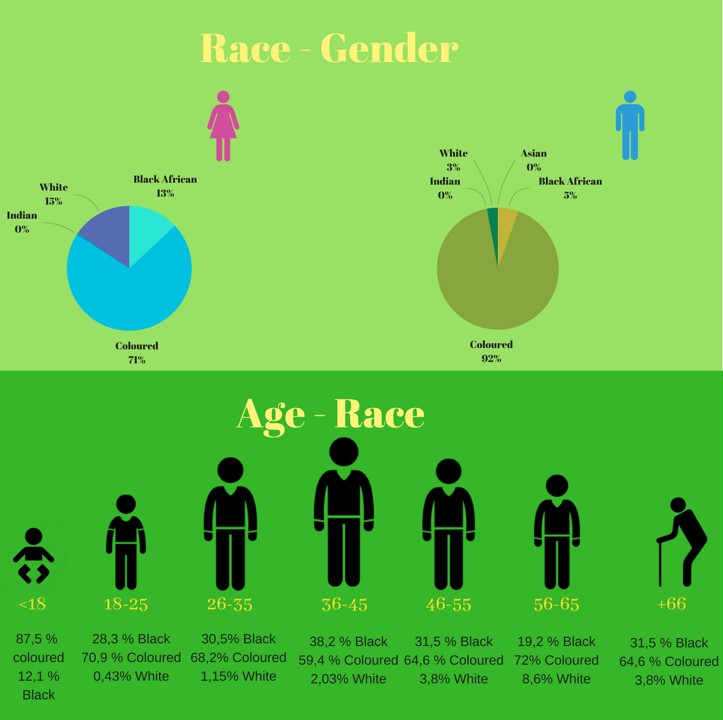 Race - Gender
White
15%
Black African
13%
Indian
0%
Coloured
71%
White
3%
Asian
0%
Indian
0%
Black African
5%
Coloured
92%
Age - Race
<18
87,5 %
coloured
12,1 %
Black
18-25
28,3 % Black
70,9 % Coloured
0,43% White
26-35
30,5% Black
68,2% Coloured
1,15% White
36-45
38,2 % Black
59,4 % Coloured
2,03% White
46-55
31,5 % Black
64,6 % Coloured
3,8% White
56-65
19,2 % Black
72% Coloured
8,6% White
+66
31,5 % Black
64,6 % Coloured
3,8% White